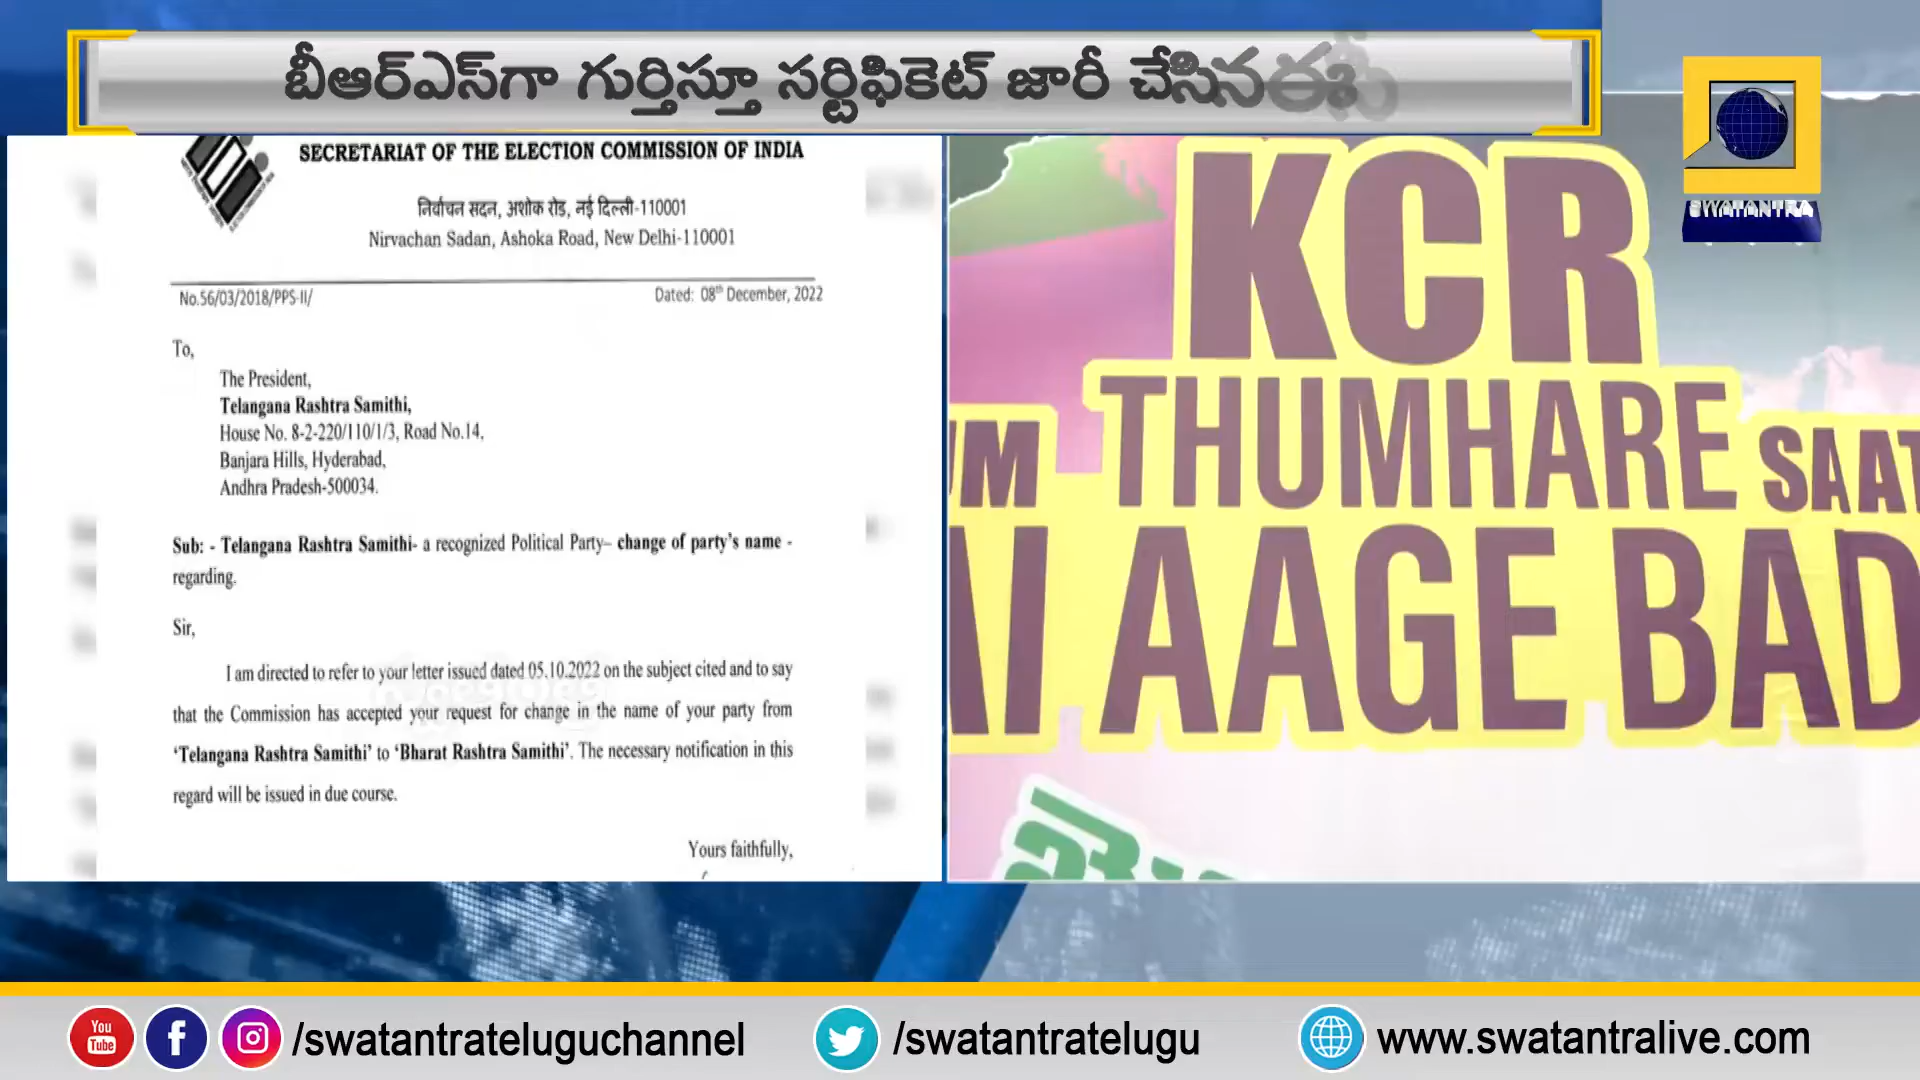 బీఆర్ఎస్‌గా గుర్తిస్తూ సర్టిఫికెట్ జారీ చేసిన
SWATANTRA
SECRETARIAT OF THE ELECTION COMMISSION OF INDIA
निर्वाचन सदन, अशोक रोड, नई दिल्ली-110001
Nirvachan Sadan, Ashoka Road, New Delhi-110001
No.56/03/2018/PPS-II/
Dated: 08th December, 2022
To,
The President,
Telangana Rashtra Samithi,
House No. 8-2-220/110/1/3, Road No.14,
Banjara Hills, Hyderabad,
Andhra Pradesh-500034.
Sub: - Telangana Rashtra Samithi- a recognized Political Party– change of party's name -
regarding.
Sir,
I am directed to refer to your letter issued dated 05.10.2022 on the subject cited and to say
that the Commission has accepted your request for change in the name of your party from
'Telangana Rashtra Samithi' to 'Bharat Rashtra Samithi'. The necessary notification in this
regard will be issued in due course.
Yours faithfully,
KCR
UM THUMHARE SAAT
AI AAGE BAD
/swatantrateluguchannel
/swatantratelugu
www.swatantralive.com